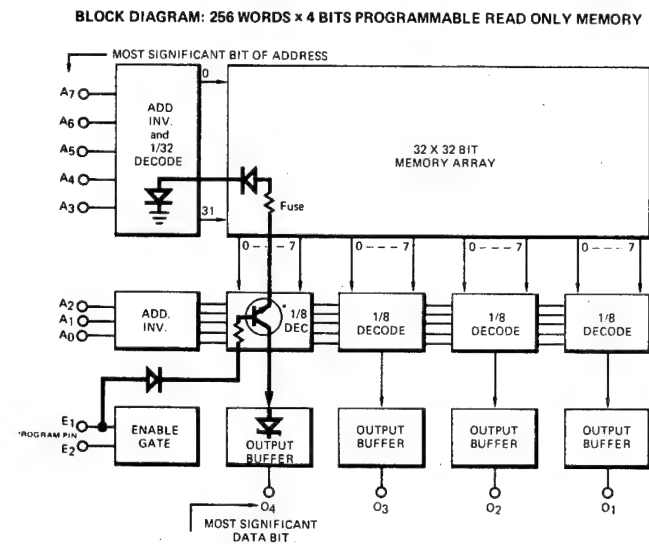 BLOCK DIAGRAM: 256 WORDS × 4 BITS PROGRAMMABLE READ ONLY MEMORY
MOST SIGNIFICANT BIT OF ADDRESS
A7
A6
A5
A4
A3
ADD
INV.
and
1/32
DECODE
0
31
32 X 32 BIT
MEMORY ARRAY
Fuse
0 – – – – 7
0 – – – 7
0 – – – 7
0 – – – 7
A2
A1
A0
ADD.
INV.
1/8
DEC
1/8
DECODE
1/8
DECODE
1/8
DECODE
E1
'ROGRAM PIN
E2
ENABLE
GATE
OUTPUT
BUFFER
OUTPUT
BUFFER
OUTPUT
BUFFER
OUTPUT
BUFFER
O4
O3
O2
O1
MOST SIGNIFICANT
DATA BIT